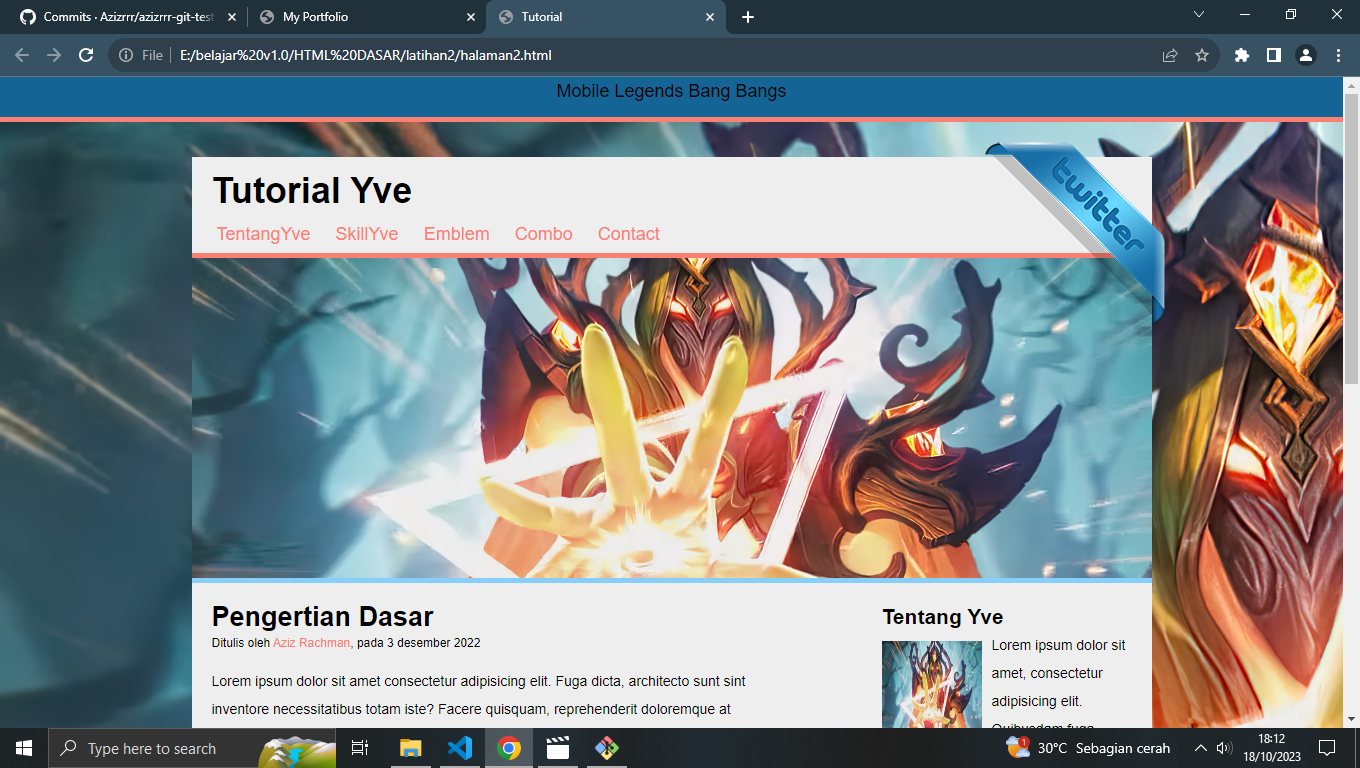 Commits · Azizrrr/azizrrr-git-test
My Portfolio
Tutorial
File
E:/belajar%20v1.0/HTML%20DASAR/latihan2/halaman2.html
Mobile Legends Bang Bangs
twitter
Tutorial Yve
TentangYve SkillYve Emblem Combo Contact
Pengertian Dasar
Ditulis oleh Aziz Rachman, pada 3 desember 2022
Lorem ipsum dolor sit amet consectetur adipisicing elit. Fuga dicta, architecto sunt sint
inventore necessitatibus totam iste? Facere quisquam, reprehenderit doloremque at
Tentang Yve
Lorem ipsum dolor sit
amet, consectetur
adipisicing elit.
Quibusdam fuga
Type here to search
1
30°C Sebagian cerah
18:12
18/10/2023